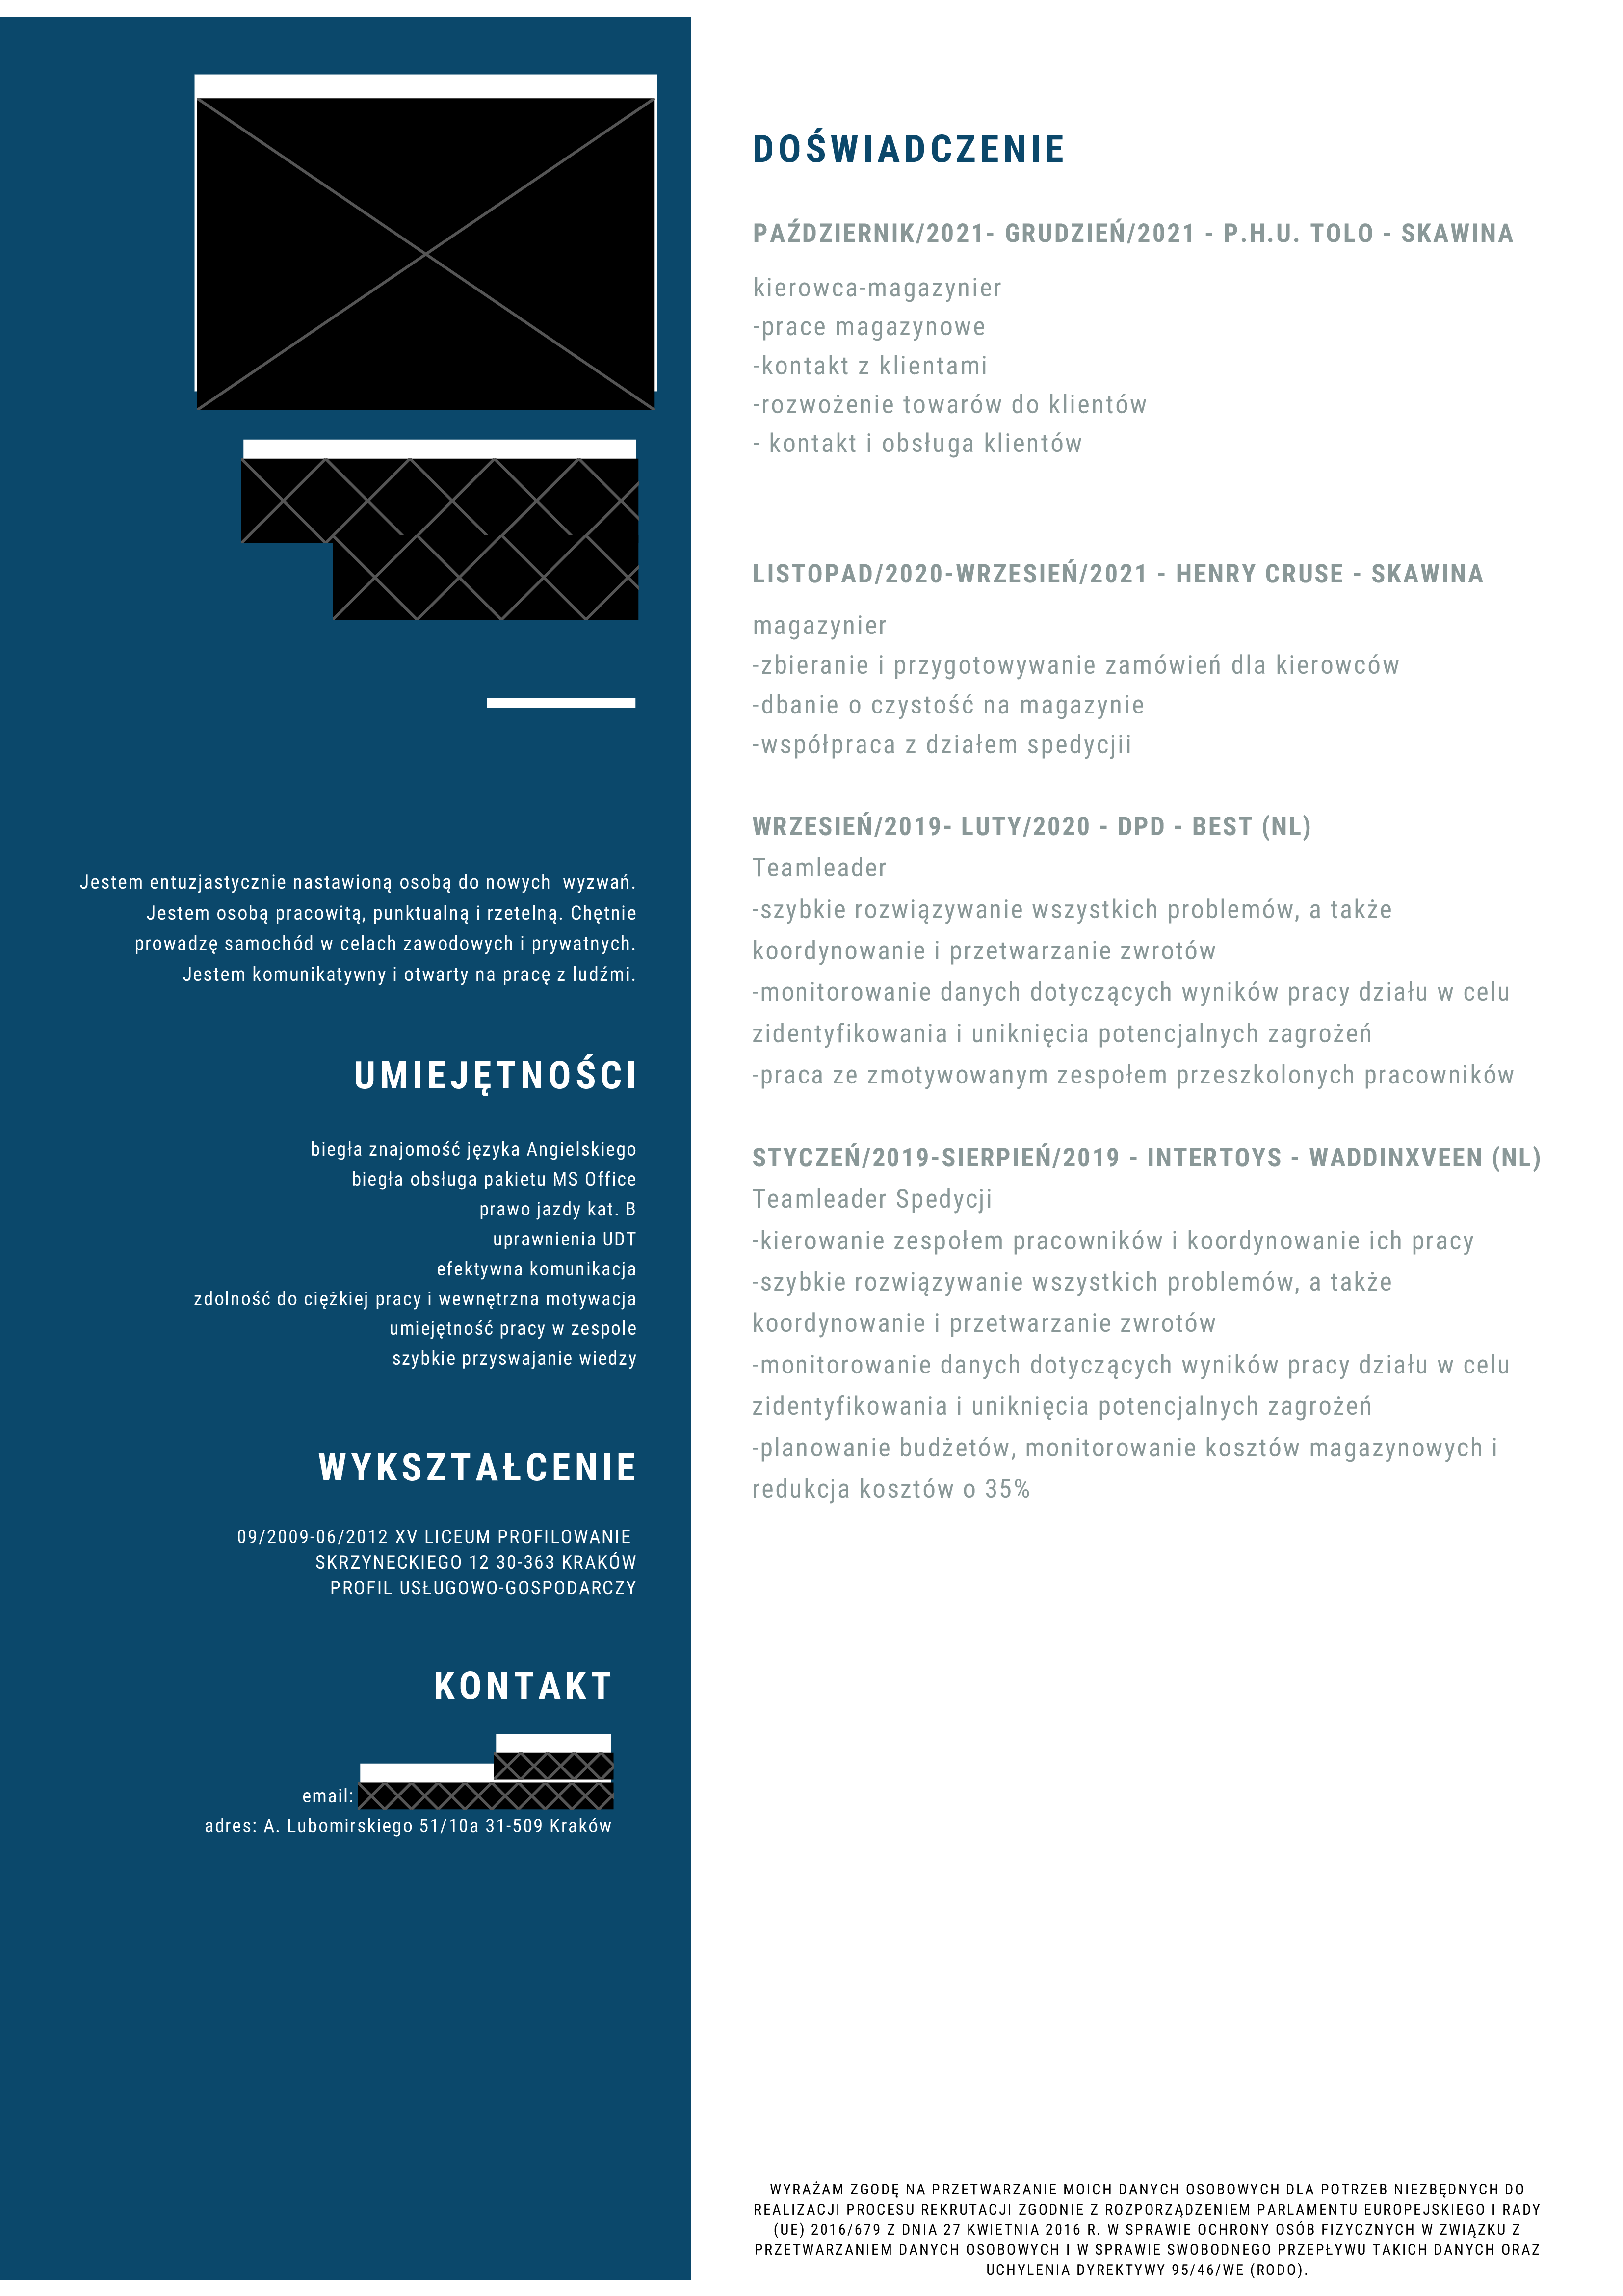 Jestem entuzjastycznie nastawioną osobą do nowych  wyzwań.
Jestem osobą pracowitą, punktualną i rzetelną. Chętnie
prowadzę samochód w celach zawodowych i prywatnych.
Jestem komunikatywny i otwarty na pracę z ludźmi.
UMIEJĘTNOŚCI
biegła znajomość języka Angielskiego
biegła obsługa pakietu MS Office
prawo jazdy kat. B
uprawnienia UDT
efektywna komunikacja
zdolność do ciężkiej pracy i wewnętrzna motywacja
umiejętność pracy w zespole
szybkie przyswajanie wiedzy
WYKSZTAŁCENIE
09/2009-06/2012 XV LICEUM PROFILOWANIE
SKRZYNECKIEGO 12 30-363 KRAKÓW
PROFIL USŁUGOWO-GOSPODARCZY
KONTAKT
email:
adres: A. Lubomirskiego 51/10a 31-509 Kraków
DOŚWIADCZENIE
PAŹDZIERNIK/2021- GRUDZIEŃ/2021 - P.H.U. TOLO - SKAWINA
kierowca-magazynier
-prace magazynowe
-kontakt z klientami
-rozwożenie towarów do klientów
- kontakt i obsługa klientów
LISTOPAD/2020-WRZESIEŃ/2021 - HENRY CRUSE - SKAWINA
magazynier
-zbieranie i przygotowywanie zamówień dla kierowców
-dbanie o czystość na magazynie
-współpraca z działem spedycjii
WRZESIEŃ/2019- LUTY/2020 - DPD - BEST (NL)
Teamleader
-szybkie rozwiązywanie wszystkich problemów, a także
koordynowanie i przetwarzanie zwrotów
-monitorowanie danych dotyczących wyników pracy działu w celu
zidentyfikowania i uniknięcia potencjalnych zagrożeń
-praca ze zmotywowanym zespołem przeszkolonych pracowników
STYCZEŃ/2019-SIERPIEŃ/2019 - INTERTOYS - WADDINXVEEN (NL)
Teamleader Spedycji
-kierowanie zespołem pracowników i koordynowanie ich pracy
-szybkie rozwiązywanie wszystkich problemów, a także
koordynowanie i przetwarzanie zwrotów
-monitorowanie danych dotyczących wyników pracy działu w celu
zidentyfikowania i uniknięcia potencjalnych zagrożeń
-planowanie budżetów, monitorowanie kosztów magazynowych i
redukcja kosztów o 35%
WYRAŻAM ZGODĘ NA PRZETWARZANIE MOICH DANYCH OSOBOWYCH DLA POTRZEB NIEZBĘDNYCH DO
REALIZACJI PROCESU REKRUTACJI ZGODNIE Z ROZPORZĄDZENIEM PARLAMENTU EUROPEJSKIEGO I RADY
(UE) 2016/679 Z DNIA 27 KWIETNIA 2016 R. W SPRAWIE OCHRONY OSÓB FIZYCZNYCH W ZWIĄZKU Z
PRZETWARZANIEM DANYCH OSOBOWYCH I W SPRAWIE SWOBODNEGO PRZEPŁYWU TAKICH DANYCH ORAZ
UCHYLENIA DYREKTYWY 95/46/WE (RODO).